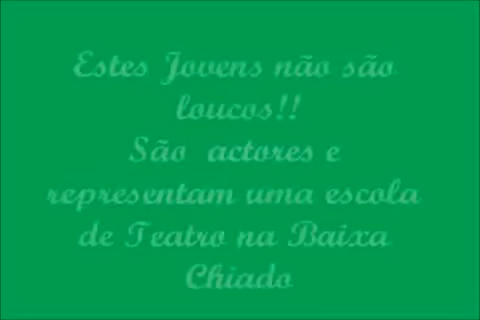 Estes Jovens não são
loucos!!
São actores e
representam uma escola
de Teatro na Baixa
Chiado